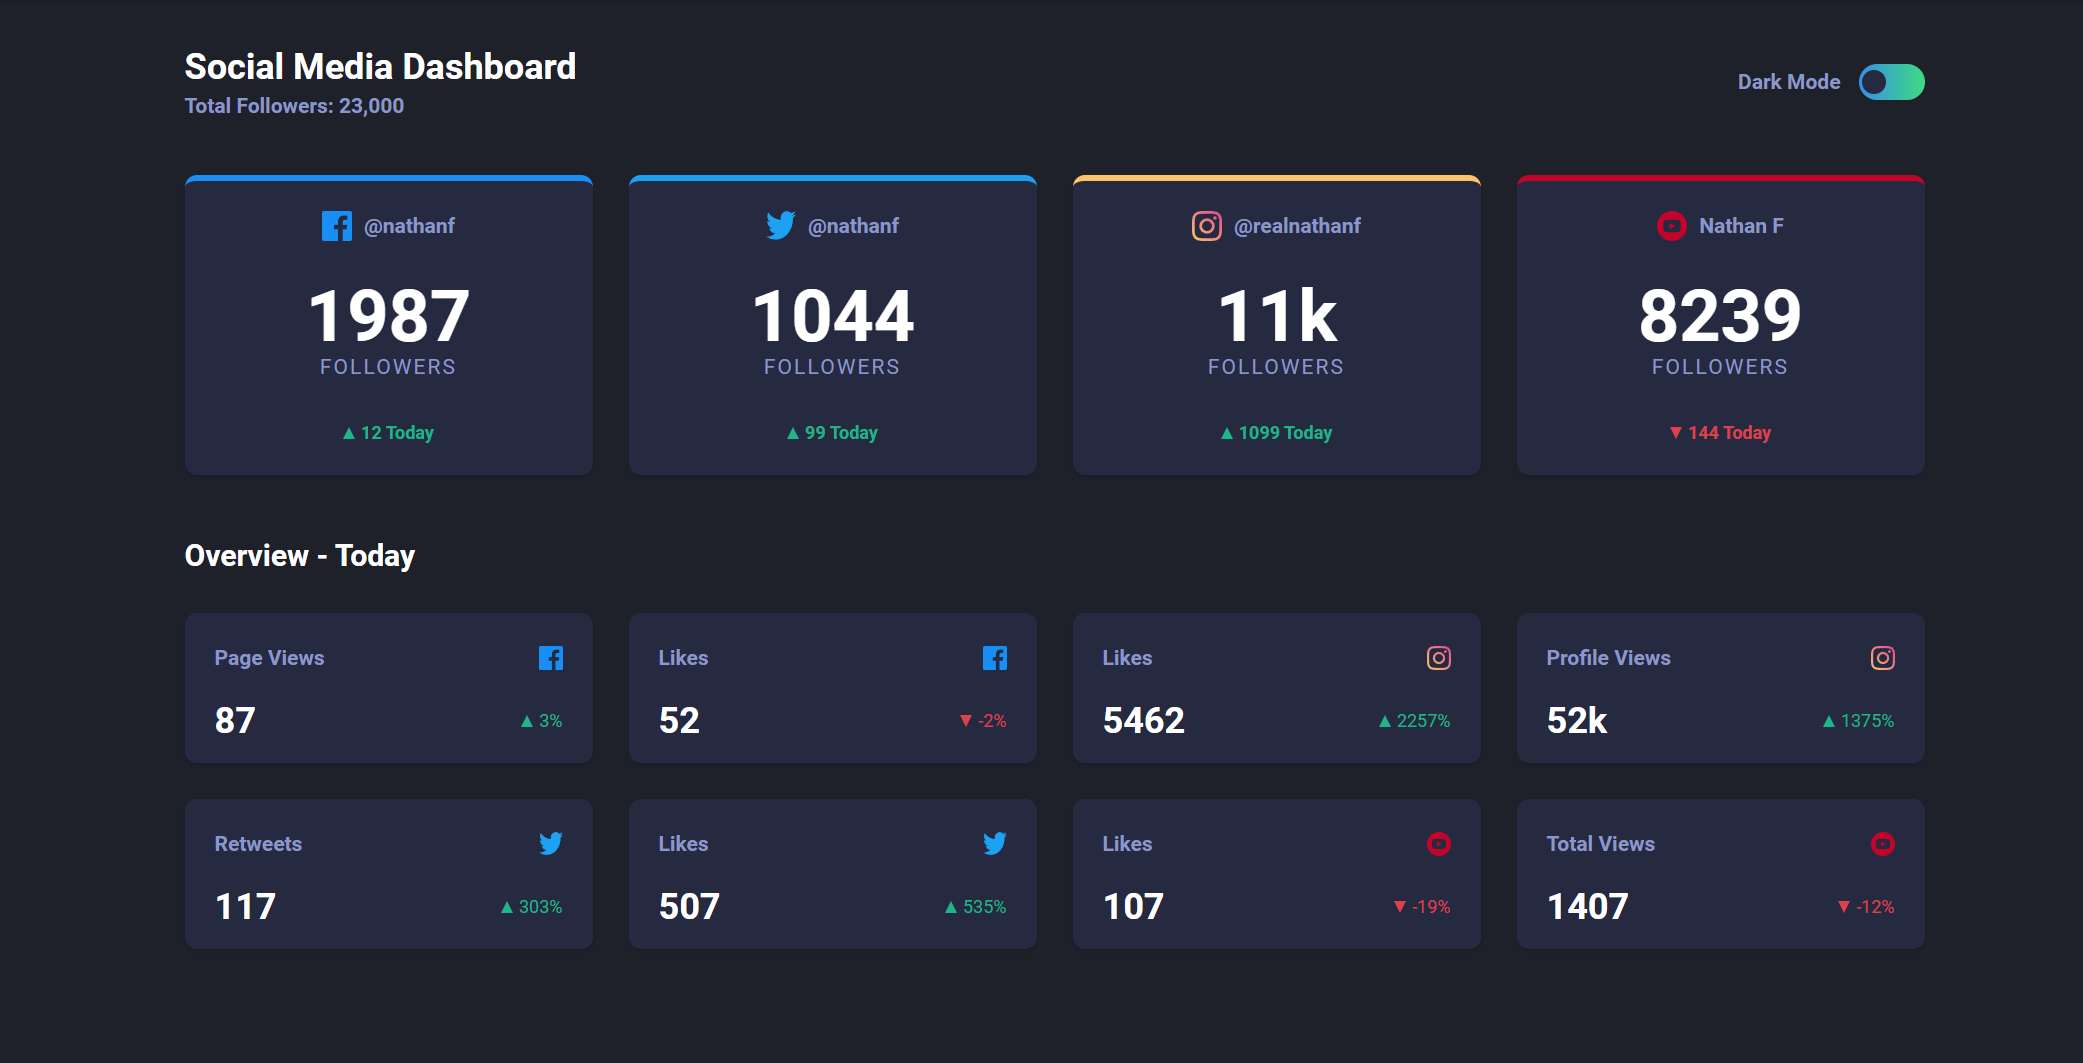 Social Media Dashboard
Total Followers: 23,000
Dark Mode
@nathanf
1987
FOLLOWERS
▲ 12 Today
@nathanf
1044
FOLLOWERS
▲ 99 Today
@realnathanf
11k
FOLLOWERS
▲ 1099 Today
Nathan F
8239
FOLLOWERS
▼ 144 Today
Overview - Today
Page Views
87
▲ 3%
Likes
52
▼ -2%
Likes
5462
▲ 2257%
Profile Views
52k
▲ 1375%
Retweets
117
▲ 303%
Likes
507
▲ 535%
Likes
107
▼ -19%
Total Views
1407
▼ -12%